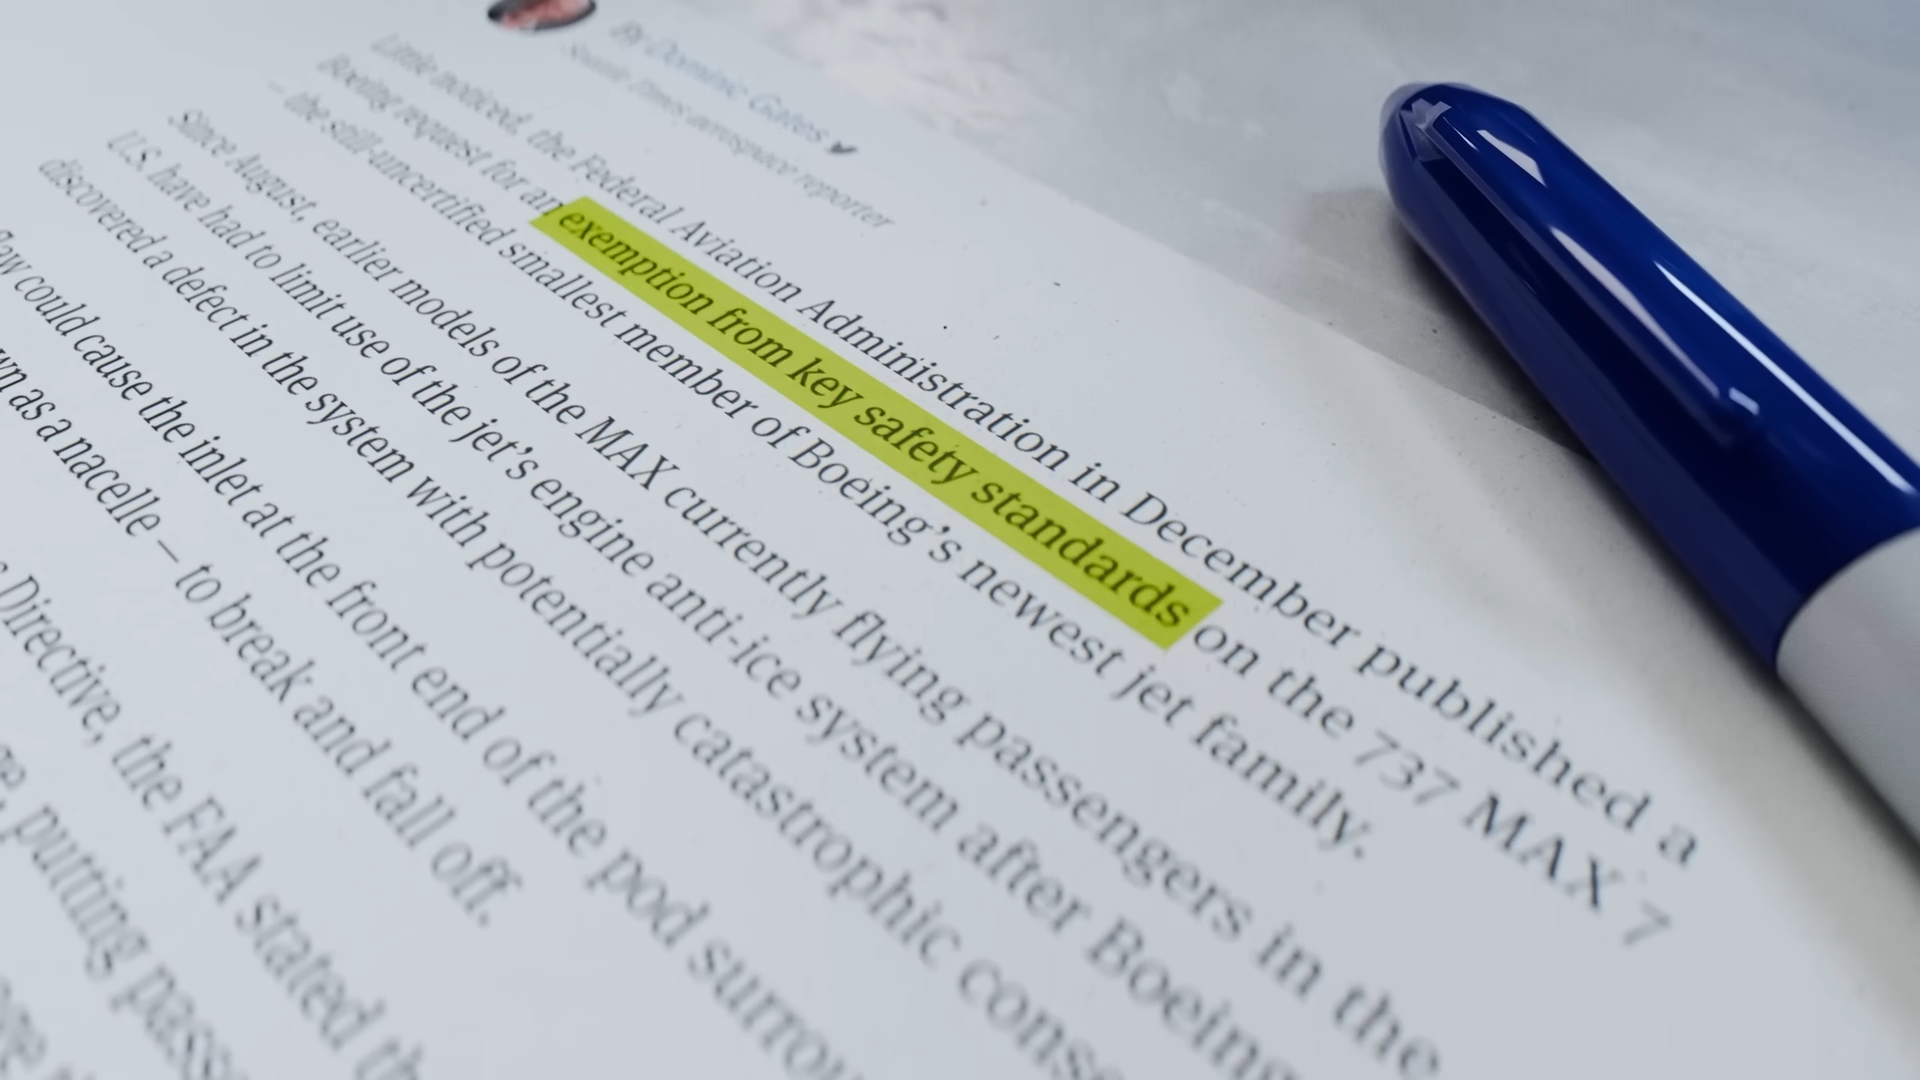 By Dominic Gates
Seattle Times aerospace reporter
Little noticed, the Federal Aviation Administration in December published a
Boeing request for an exemption from key safety standards on the 737 MAX 7
– the still-uncertified smallest member of Boeing's newest jet family.
Since August, earlier models of the MAX currently flying passengers in the
U.S. have had to limit use of the jet's engine anti-ice system after Boeing
discovered a defect in the system with potentially catastrophic
could cause the inlet at the front end of the pod
as a nacelle – to break and fall off.
Directive, the FAA stated
putting